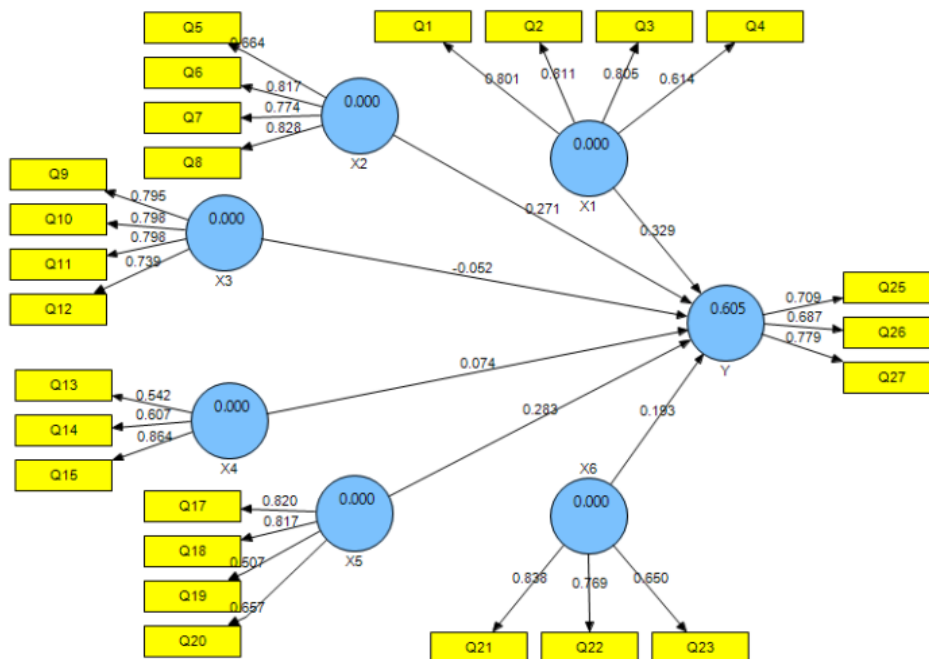 Q5
Q6
Q7
Q8
0.664
0.817
0.774
0.828
0.000
X2
Q1
Q2
Q3
Q4
0.801
0.811
0.805
0.614
0.000
X1
Q9
Q10
Q11
Q12
0.795
0.798
0.798
0.739
0.000
X3
0.271
0.329
-0.052
0.605
Y
0.709
0.687
0.779
Q25
Q26
Q27
Q13
Q14
Q15
0.542
0.607
0.864
0.000
X4
0.074
0.283
0.193
Q17
Q18
Q19
Q20
0.820
0.817
0.507
0.657
0.000
X5
X6
0.000
0.838
0.769
0.650
Q21
Q22
Q23